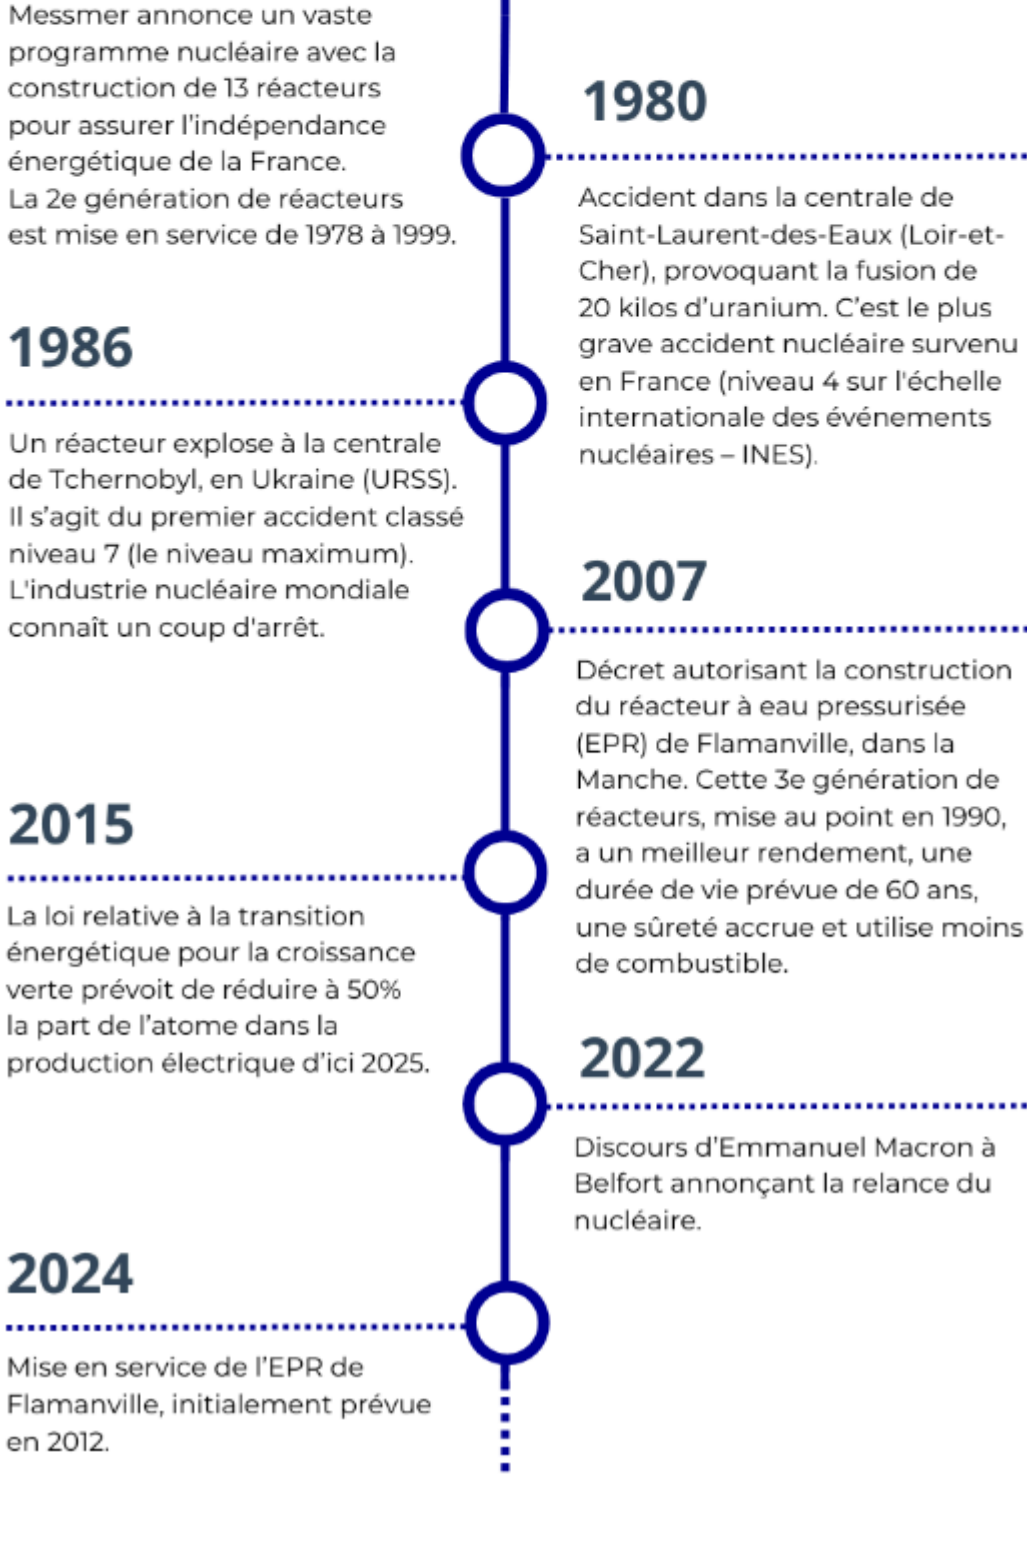 Messmer annonce un vaste
programme nucléaire avec la
construction de 13 réacteurs
pour assurer l’indépendance
énergétique de la France.
La 2e génération de réacteurs
est mise en service de 1978 à 1999.
1980
Accident dans la centrale de
Saint-Laurent-des-Eaux (Loir-et-
Cher), provoquant la fusion de
20 kilos d’uranium. C’est le plus
grave accident nucléaire survenu
en France (niveau 4 sur l'échelle
internationale des événements
nucléaires – INES).
1986
Un réacteur explose à la centrale
de Tchernobyl, en Ukraine (URSS).
Il s’agit du premier accident classé
niveau 7 (le niveau maximum).
L'industrie nucléaire mondiale
connaît un coup d'arrêt.
2007
Décret autorisant la construction
du réacteur à eau pressurisée
(EPR) de Flamanville, dans la
Manche. Cette 3e génération de
réacteurs, mise au point en 1990,
a un meilleur rendement, une
durée de vie prévue de 60 ans,
une sûreté accrue et utilise moins
de combustible.
2015
La loi relative à la transition
énergétique pour la croissance
verte prévoit de réduire à 50%
la part de l’atome dans la
production électrique d’ici 2025.
2022
Discours d’Emmanuel Macron à
Belfort annonçant la relance du
nucléaire.
2024
Mise en service de l’EPR de
Flamanville, initialement prévue
en 2012.